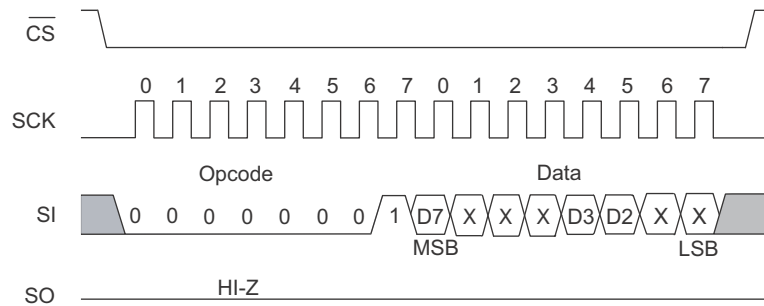 CS
0 1 2 3 4 5 6 7 0 1 2 3 4 5 6 7
SCK
Opcode Data
SI 0 0 0 0 0 0 0 1 D7 X X X D3 D2 X X
MSB LSB
HI-Z
SO